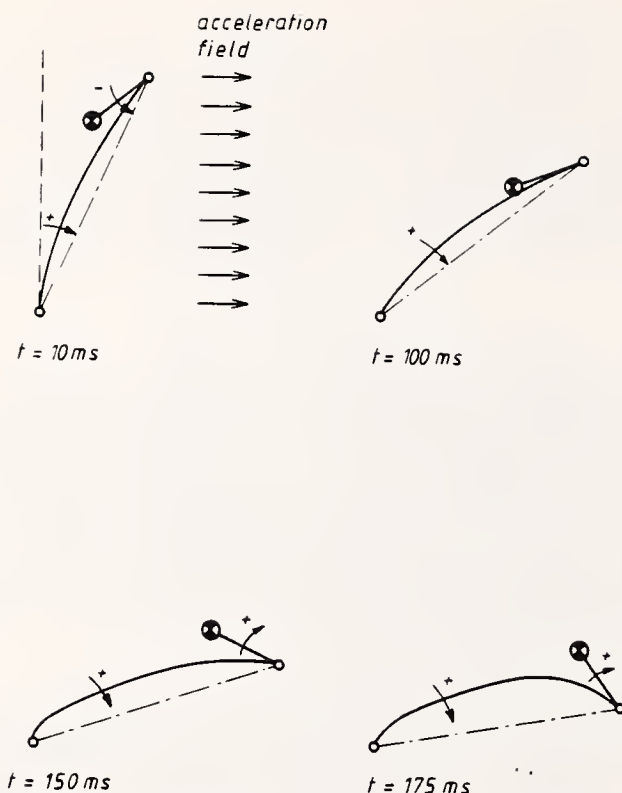 acceleration
field
-
+
t = 10 ms
+
t = 100 ms
+
+
t = 150 ms
+
+
t = 175 ms